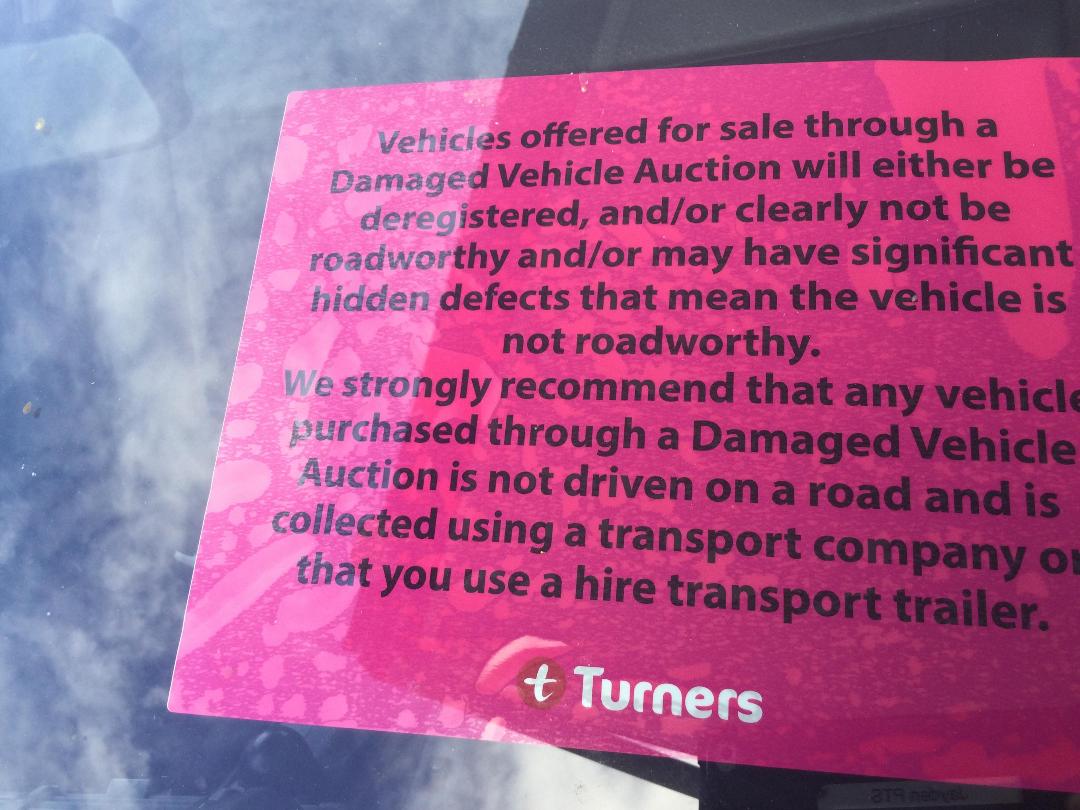 Vehicles offered for sale through a
Damaged Vehicle Auction will either be
deregistered, and/or clearly not be
roadworthy and/or may have significant
hidden defects that mean the vehicle is
not roadworthy.
We strongly recommend that any vehicle
purchased through a Damaged Vehicle
Auction is not driven on a road and is
collected using a transport company or
that you use a hire transport trailer.
t Turners
Jayden PTS